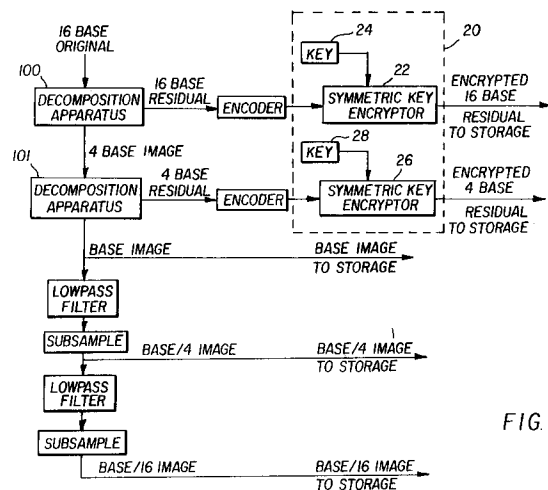 16 BASE
ORIGINAL
100
DECOMPOSITION
APPARATUS
16 BASE
RESIDUAL
ENCODER
24
KEY
22
SYMMETRIC KEY
ENCRYPTOR
20
ENCRYPTED
16 BASE
RESIDUAL
TO STORAGE
4 BASE IMAGE
101
DECOMPOSITION
APPARATUS
4 BASE
RESIDUAL
ENCODER
28
KEY
26
SYMMETRIC KEY
ENCRYPTOR
ENCRYPTED
4 BASE
RESIDUAL
TO STORAGE
BASE IMAGE
TO STORAGE
LOWPASS
FILTER
SUBSAMPLE
BASE/4 IMAGE
BASE/4 IMAGE
TO STORAGE
LOWPASS
FILTER
SUBSAMPLE
BASE/16 IMAGE
BASE/16 IMAGE
TO STORAGE
FIG.